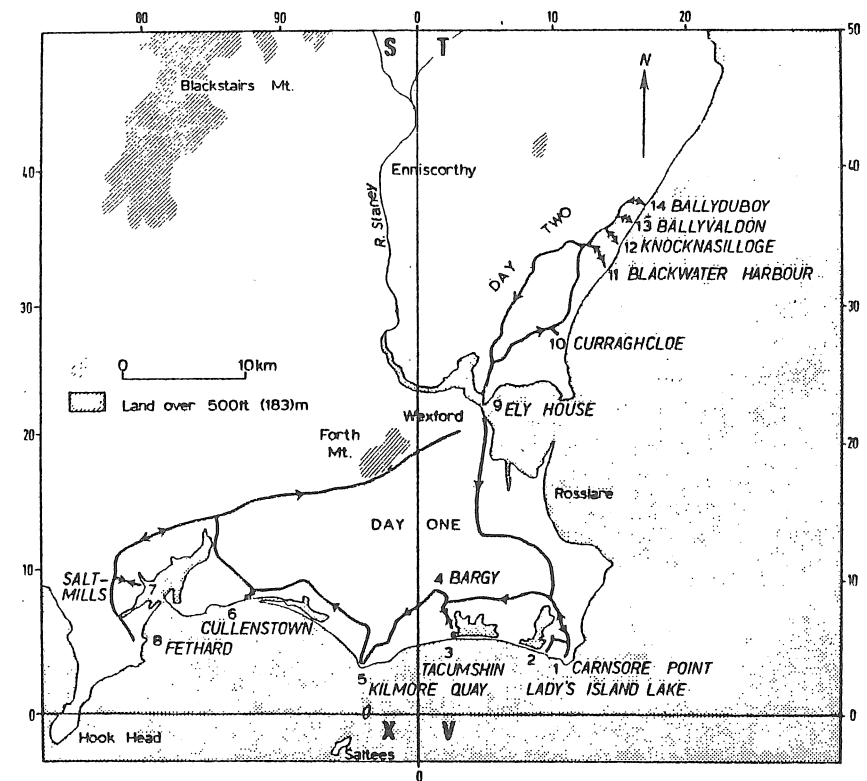 80 90 0 10 20
50
S T
N
Blackstairs Mt.
Enniscorthy
40 40
R. Slaney
DAY TWO
14 BALLYDUBOY
13 BALLYVALDON
12 KNOCKNASILLOGE
11 BLACKWATER HARBOUR
30 30
10 CURRAGHCLOE
0 10km
Land over 500ft (183)m
9 ELY HOUSE
Wexford
20 20
Forth
Mt.
Rosslare
DAY ONE
10 10
4 BARGY
SALT-
MILLS
7
6
CULLENSTOWN
8
FETHARD
3
TACUMSHIN
2
LADY'S ISLAND LAKE
1
CARNSORE POINT
5
KILMORE QUAY
0 0
X V
Hook Head
Saltees
0